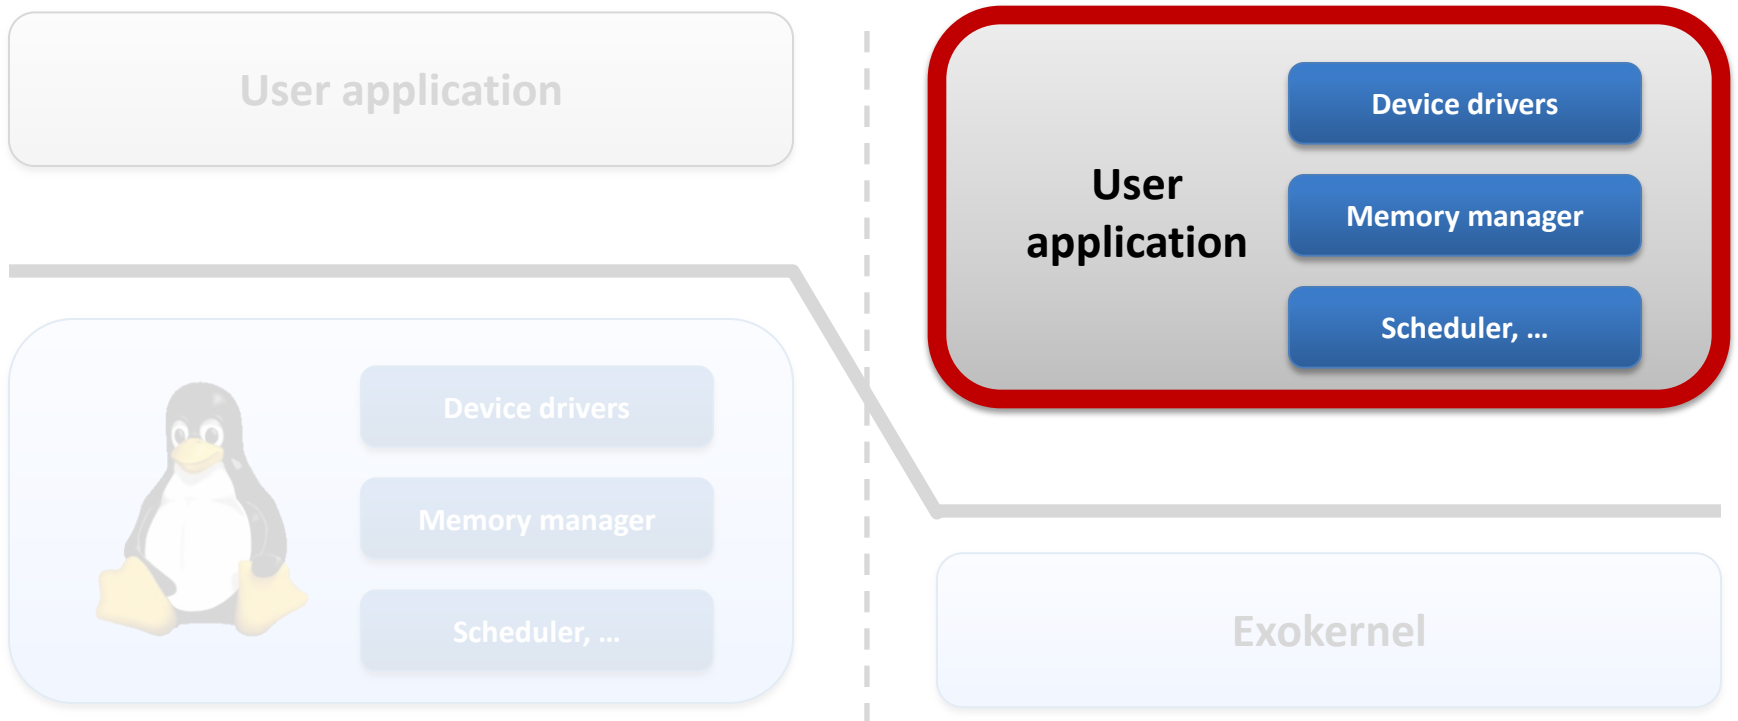 User application
Device drivers
Memory manager
Scheduler, ...
User
application
Device drivers
Memory manager
Scheduler, ...
Exokernel